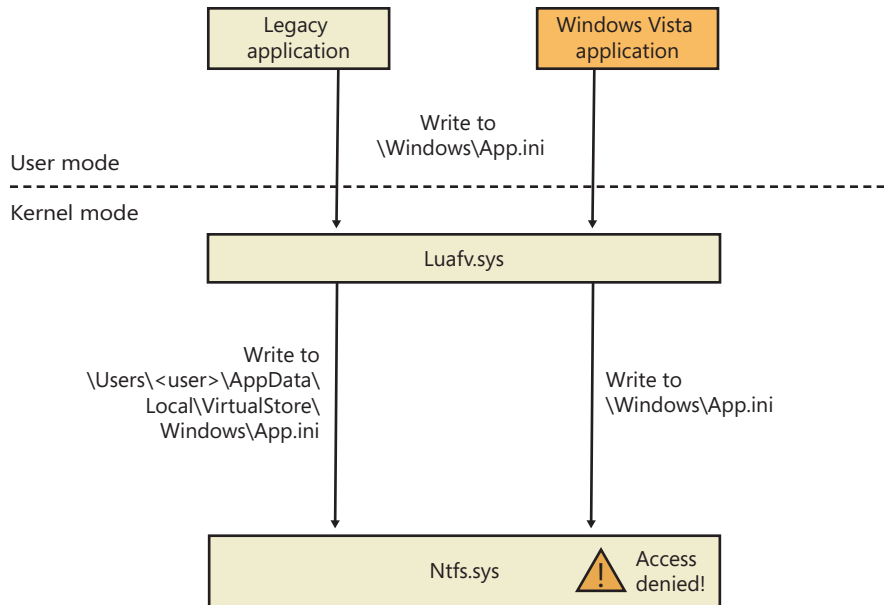 Legacy
application
Windows Vista
application
Write to
\Windows\App.ini
User mode
Kernel mode
Luafv.sys
Write to
\Users\<user>\AppData\
Local\VirtualStore\
Windows\App.ini
Write to
\Windows\App.ini
Ntfs.sys
!
Access
denied!